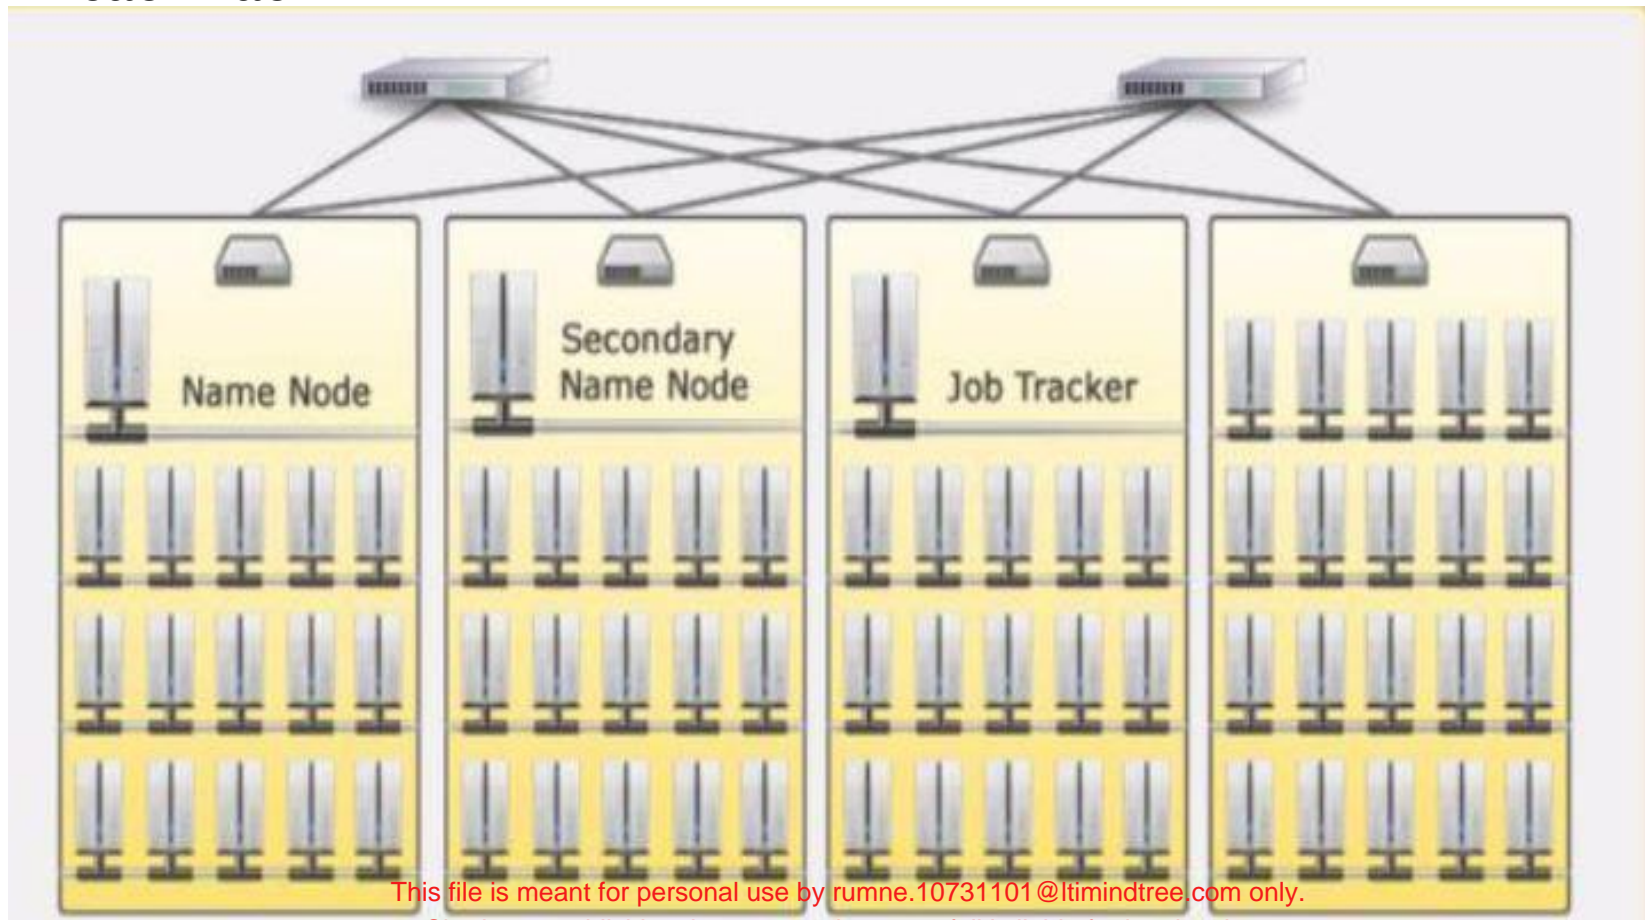 Name Node
Secondary
Name Node
Job Tracker
This file is meant for personal use by rumne.10731101@ltimindtree.com only.